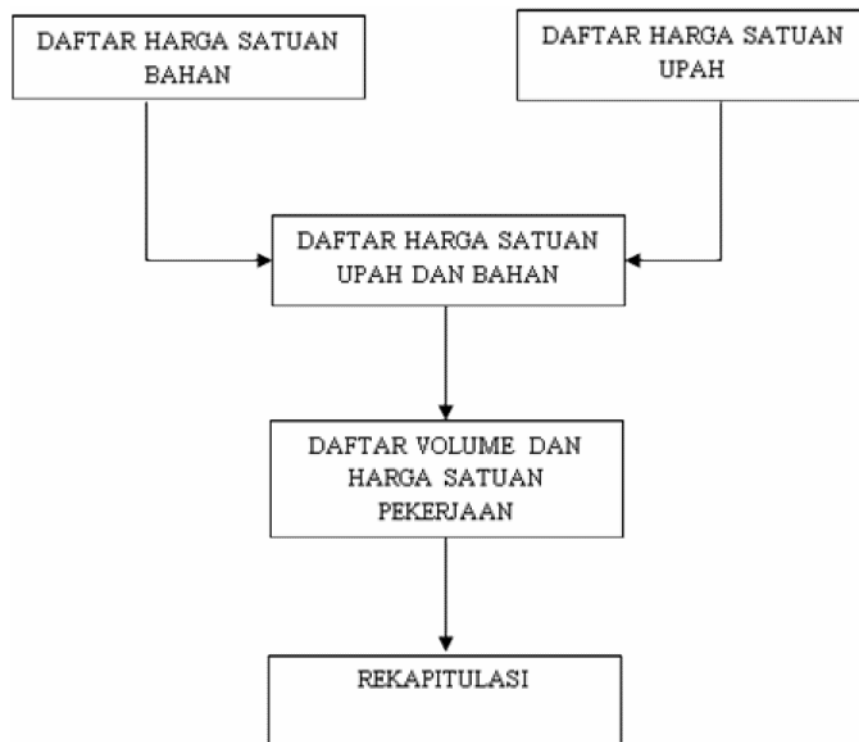 DAFTAR HARGA SATUAN
BAHAN
DAFTAR HARGA SATUAN
UPAH
DAFTAR HARGA SATUAN
UPAH DAN BAHAN
DAFTAR VOLUME DAN
HARGA SATUAN
PEKERJAAN
REKAPITULASI